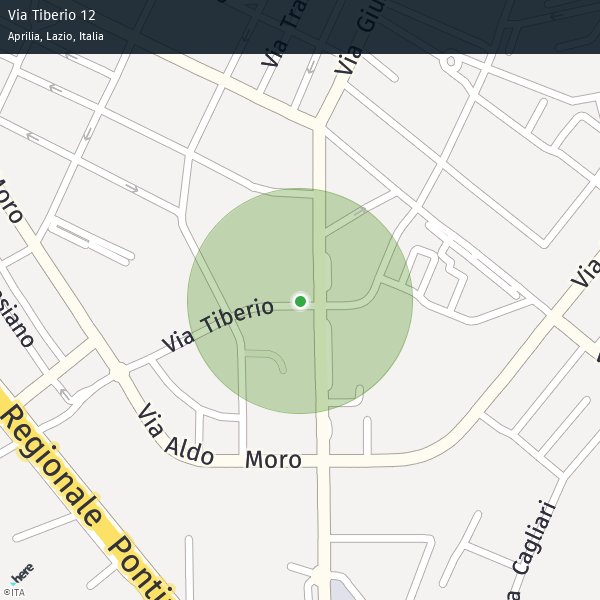 Via Tiberio 12
Aprilia, Lazio, Italia
Via Tra
Via Giu
Moro
Via
siano
Via Tiberio
Via Aldo
Moro
Regionale Ponti
Cagliari
here
©ITA